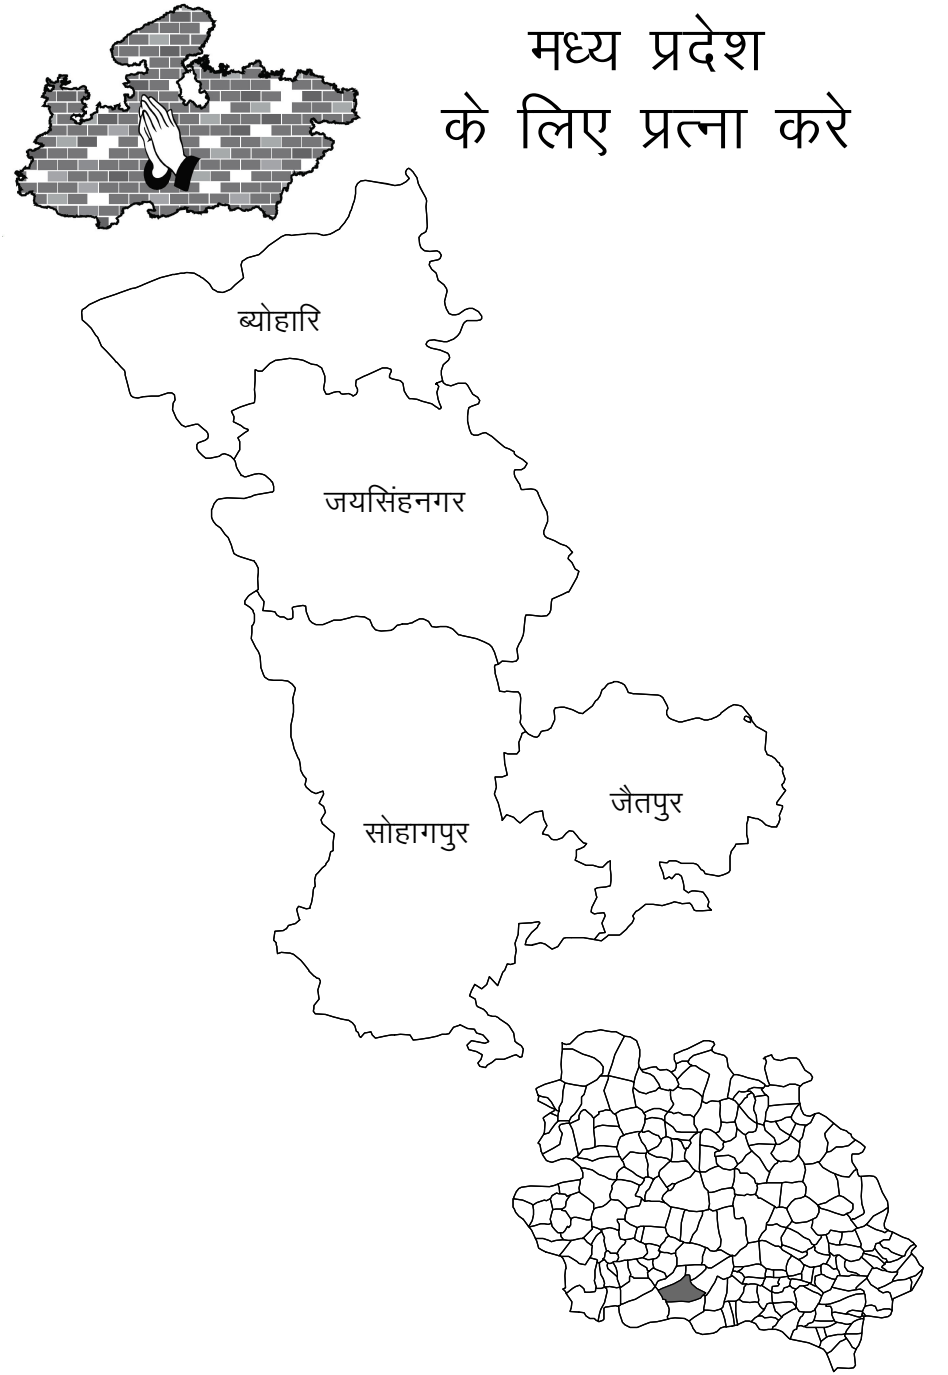 मध्य प्रदेश
के लिए प्रत्ना करे
ब्योहारि
जयसिंहनगर
जैतपुर
सोहागपुर